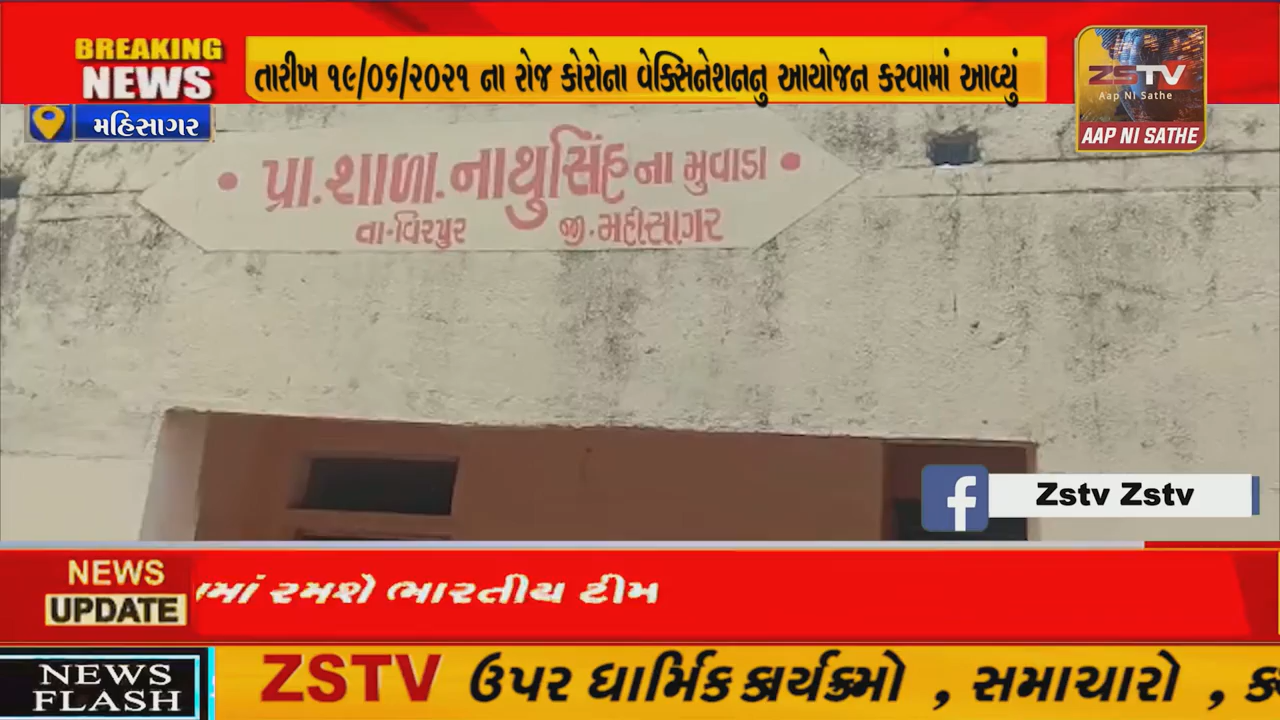 BREAKING
NEWS
તારીખ ૧૯/૦૬/૨૦૨૧ ના રોજ કોરોના વેક્સિનેશનનુ આયોજન કરવામાં આવ્યું
ZSTV
Aap Ni Sathe
AAP NI SATHE
મહિસાગર
પ્રા.શાળા.નાથુસિંહ ના મુવાડા
તા-વિરપુર જી-મહીસાગર
Zstv Zstv
NEWS
UPDATE
રમશે ભારતીય ટીમ
NEWS
FLASH
ZSTV ઉપર ધાર્મિક કાર્યક્રમો , સમાચારો ,